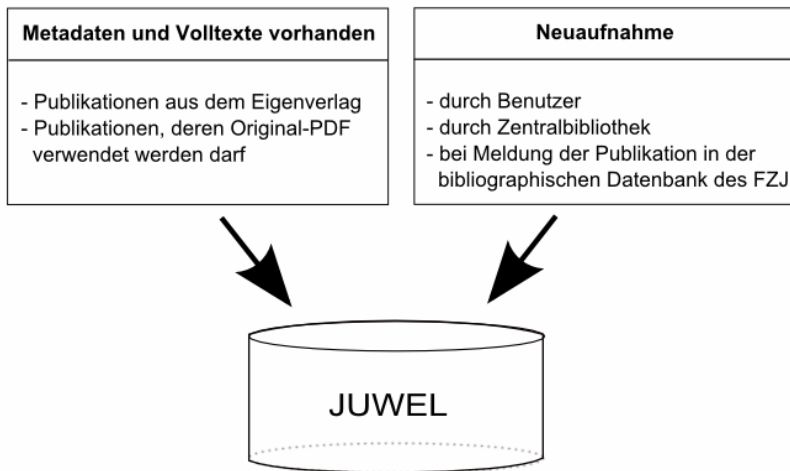 Metadaten und Volltexte vorhanden
- Publikationen aus dem Eigenverlag
- Publikationen, deren Original-PDF
verwendet werden darf
Neuaufnahme
- durch Benutzer
- durch Zentralbibliothek
- bei Meldung der Publikation in der
bibliographischen Datenbank des FZJ
JUWEL